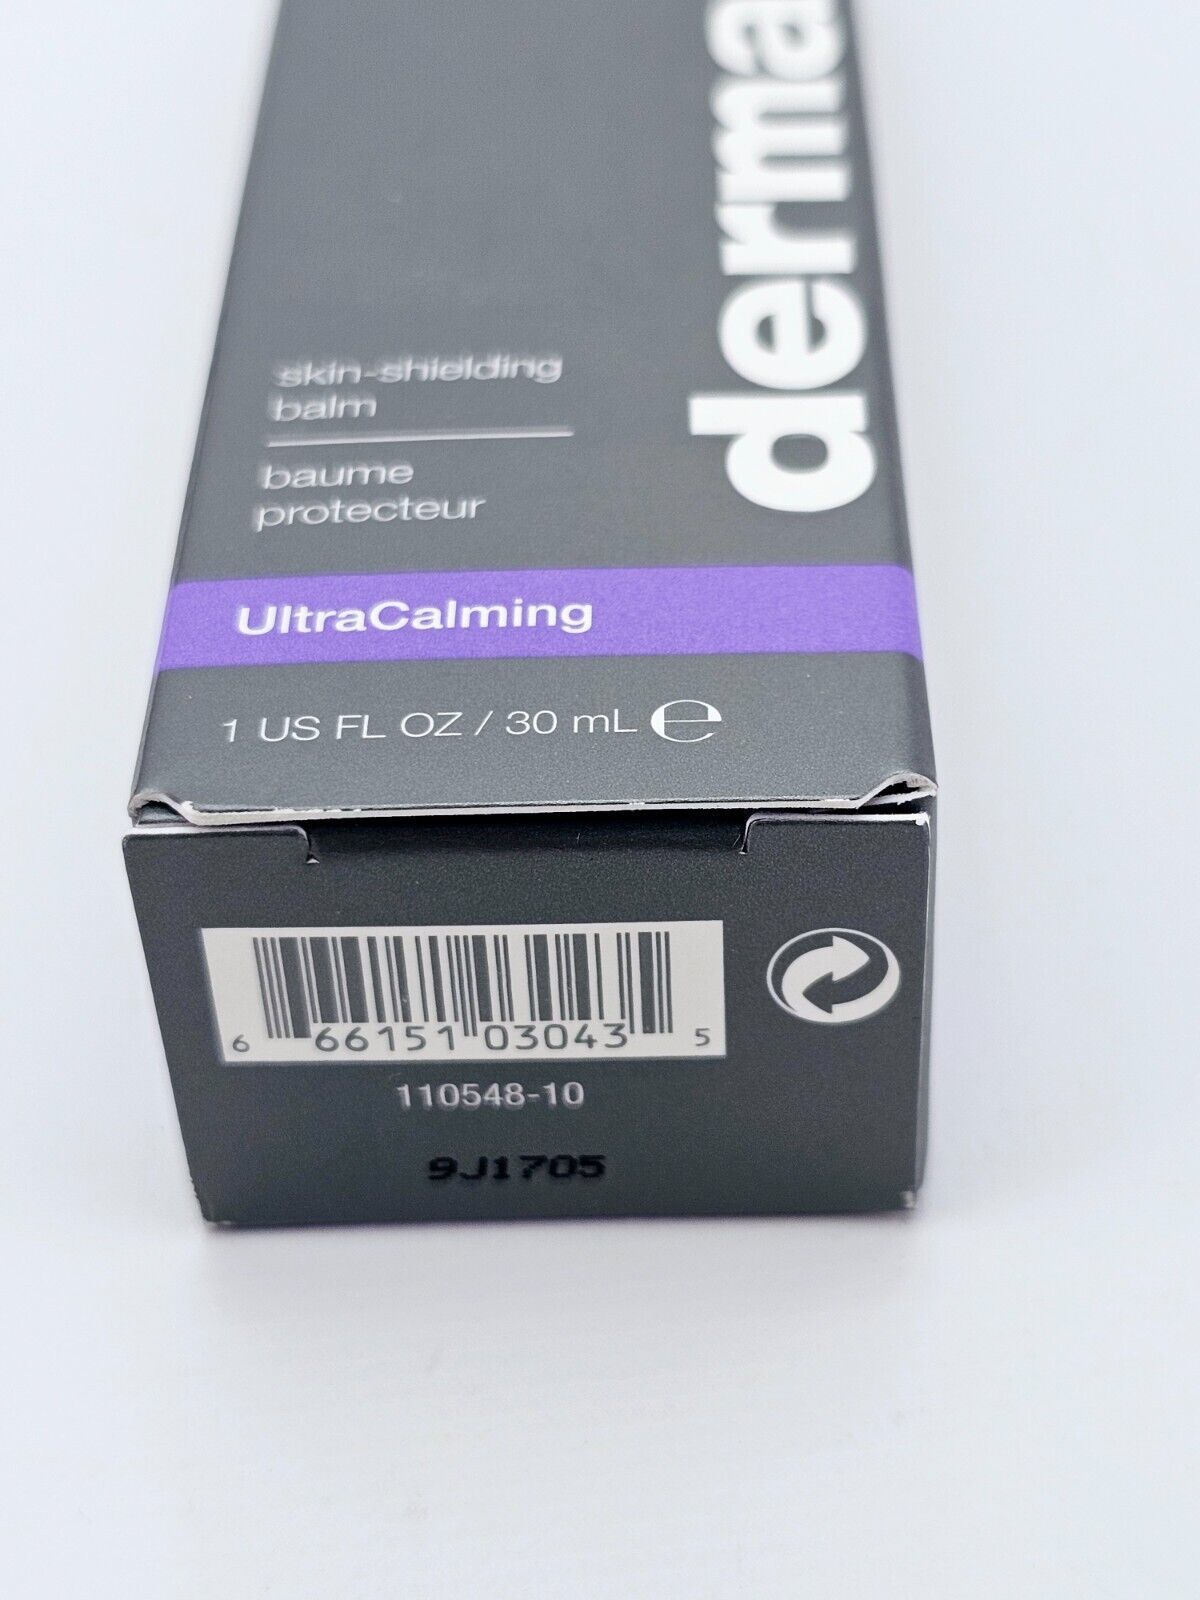 derma
skin-shielding
balm
baume
protecteur
UltraCalming
1 US FL OZ / 30 mL ℮
6 66151 03043 5
110548-10
9J1705